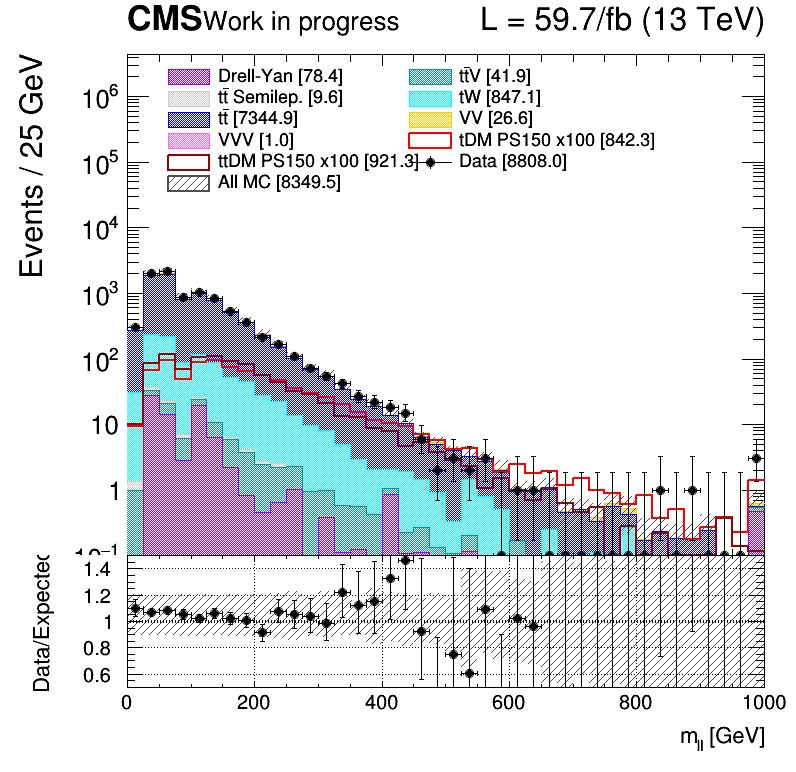 CMS Work in progress L = 59.7/fb (13 TeV)
Events / 25 GeV
Drell-Yan [78.4] tt̄V [41.9]
tt̄ Semilep. [9.6] tW [847.1]
tt̄ [7344.9] VV [26.6]
VVV [1.0] tDM PS150 x100 [842.3]
ttDM PS150 x100 [921.3] Data [8808.0]
All MC [8349.5]
10⁶
10⁵
10⁴
10³
10²
10
1
10⁻¹
Data/Expected
1.4
1.2
1
0.8
0.6
0 200 400 600 800 1000
m_ll [GeV]